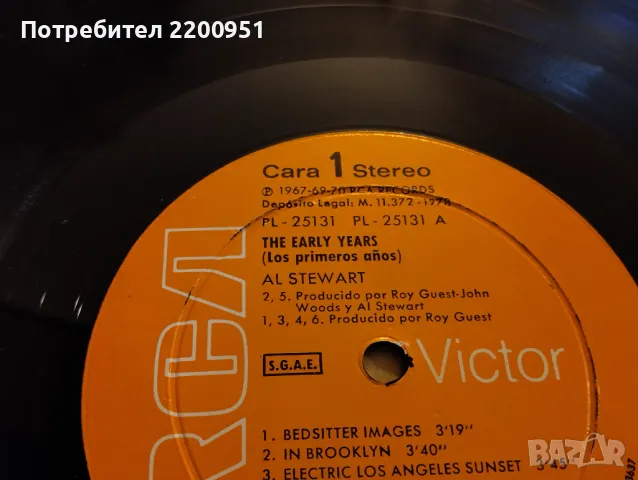 Потребител 2200951
Cara 1 Stereo
℗ 1967-69-70 RCA RECORDS
Depósito Legal: M. 11.372-1978
PL-25131 PL-25131 A
THE EARLY YEARS
(Los primeros años)
AL STEWART
2, 5. Producido por Roy Guest-John
Woods y Al Stewart
1, 3, 4, 6. Producido por Roy Guest
S.G.A.E.
RCA
Victor
1. BEDSITTER IMAGES 3'19"
2. IN BROOKLYN 3'40"
3. ELECTRIC LOS ANGELES SUNSET 3'45"
BAZAR